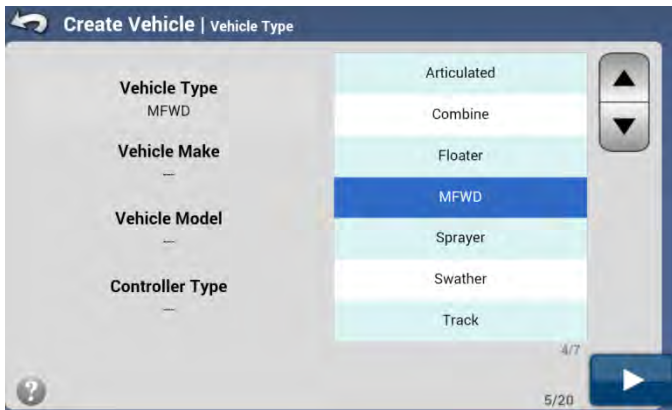 Create Vehicle | Vehicle Type
Vehicle Type
MFWD
Vehicle Make
—
Vehicle Model
—
Controller Type
—
Articulated
Combine
Floater
MFWD
Sprayer
Swather
Track
4/7
?
5/20